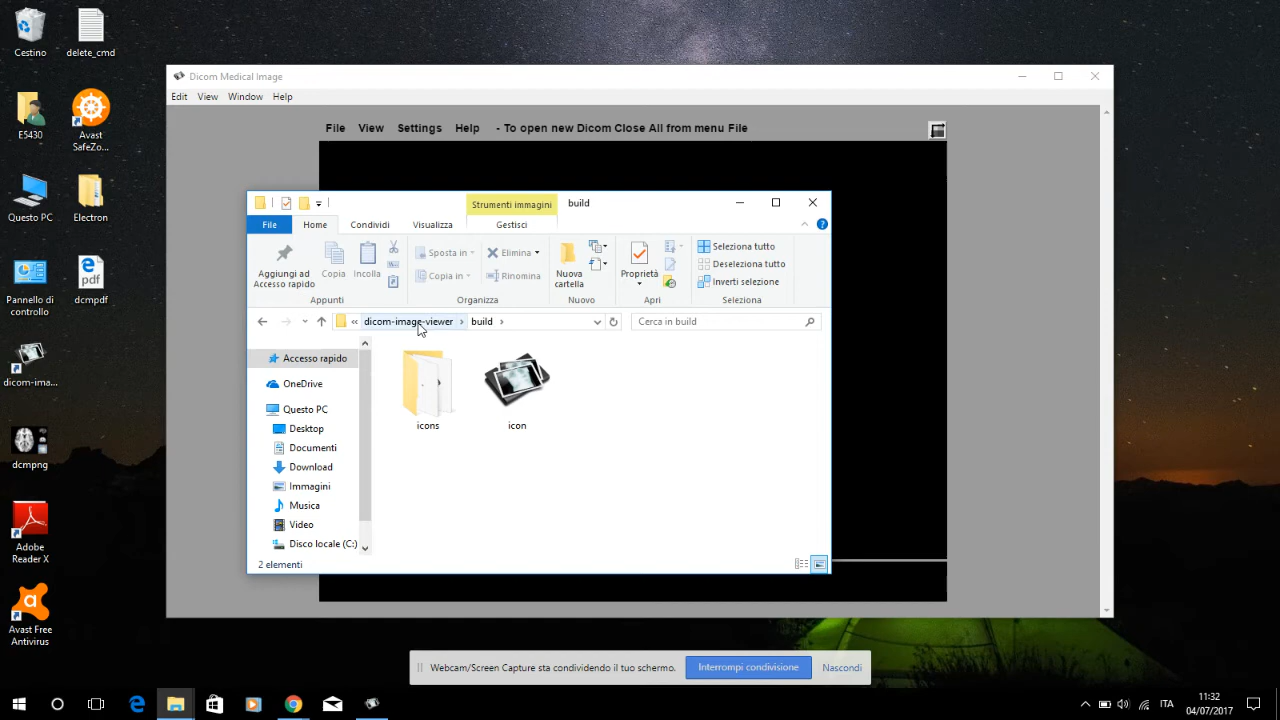 Cestino
delete_cmd
E5430
Avast SafeZo...
Questo PC
Electron
Pannello di controllo
dcmpdf
dicom-ima...
dcmpng
Adobe Reader X
Avast Free Antivirus
Dicom Medical Image
Edit View Window Help
File View Settings Help - To open new Dicom Close All from menu File
Strumenti immagini build
File Home Condividi Visualizza Gestisci
Aggiungi ad Accesso rapido
Copia
Incolla
Appunti
Sposta in
Copia in
Elimina
Rinomina
Organizza
Nuova cartella
Nuovo
Proprietà
Apri
Seleziona tutto
Deseleziona tutto
Inverti selezione
Selezione
« dicom-image-viewer > build >
Cerca in build
Accesso rapido
OneDrive
Questo PC
Desktop
Documenti
Download
Immagini
Musica
Video
Disco locale (C:)
icons
icon
2 elementi
Webcam/Screen Capture sta condividendo il tuo schermo. Interrompi condivisione Nascondi
ITA
11:32
04/07/2017